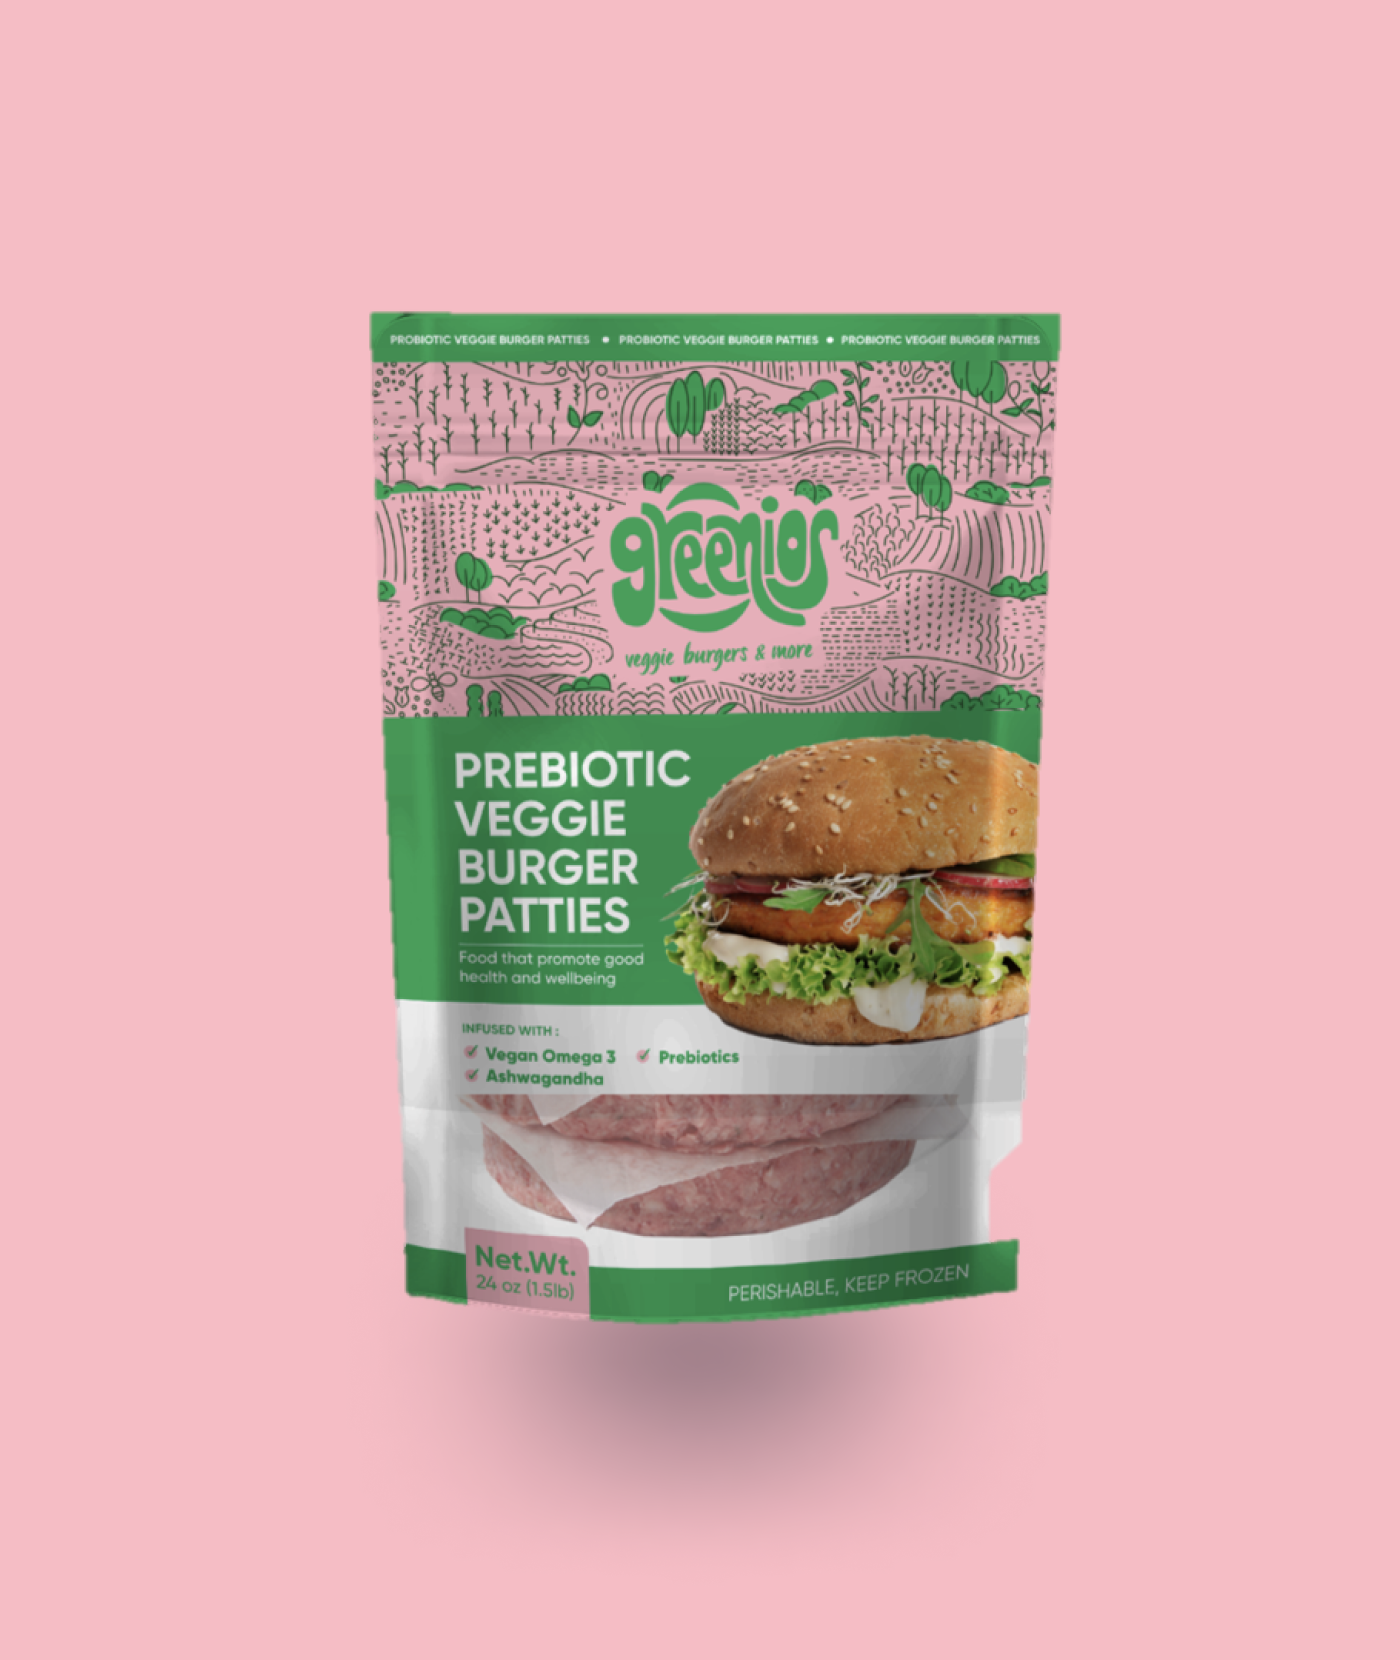 PROBIOTIC VEGGIE BURGER PATTIES • PROBIOTIC VEGGIE BURGER PATTIES • PROBIOTIC VEGGIE BURGER PATTIES
greenios
veggie burgers & more
PREBIOTIC
VEGGIE
BURGER
PATTIES
Food that promote good
health and wellbeing
INFUSED WITH :
Vegan Omega 3 Prebiotics
Ashwagandha
Net.Wt.
24 oz (1.5lb)
PERISHABLE, KEEP FROZEN